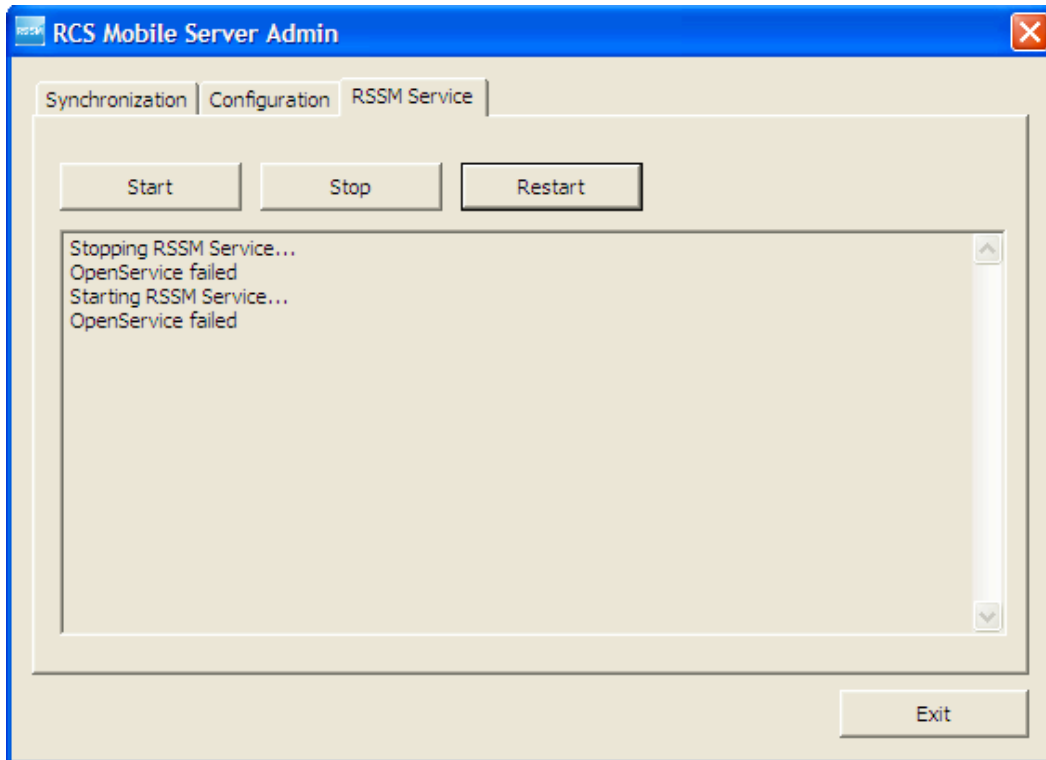 RSSM
RCS Mobile Server Admin
Synchronization
Configuration
RSSM Service
Start
Stop
Restart
Stopping RSSM Service...
OpenService failed
Starting RSSM Service...
OpenService failed
Exit